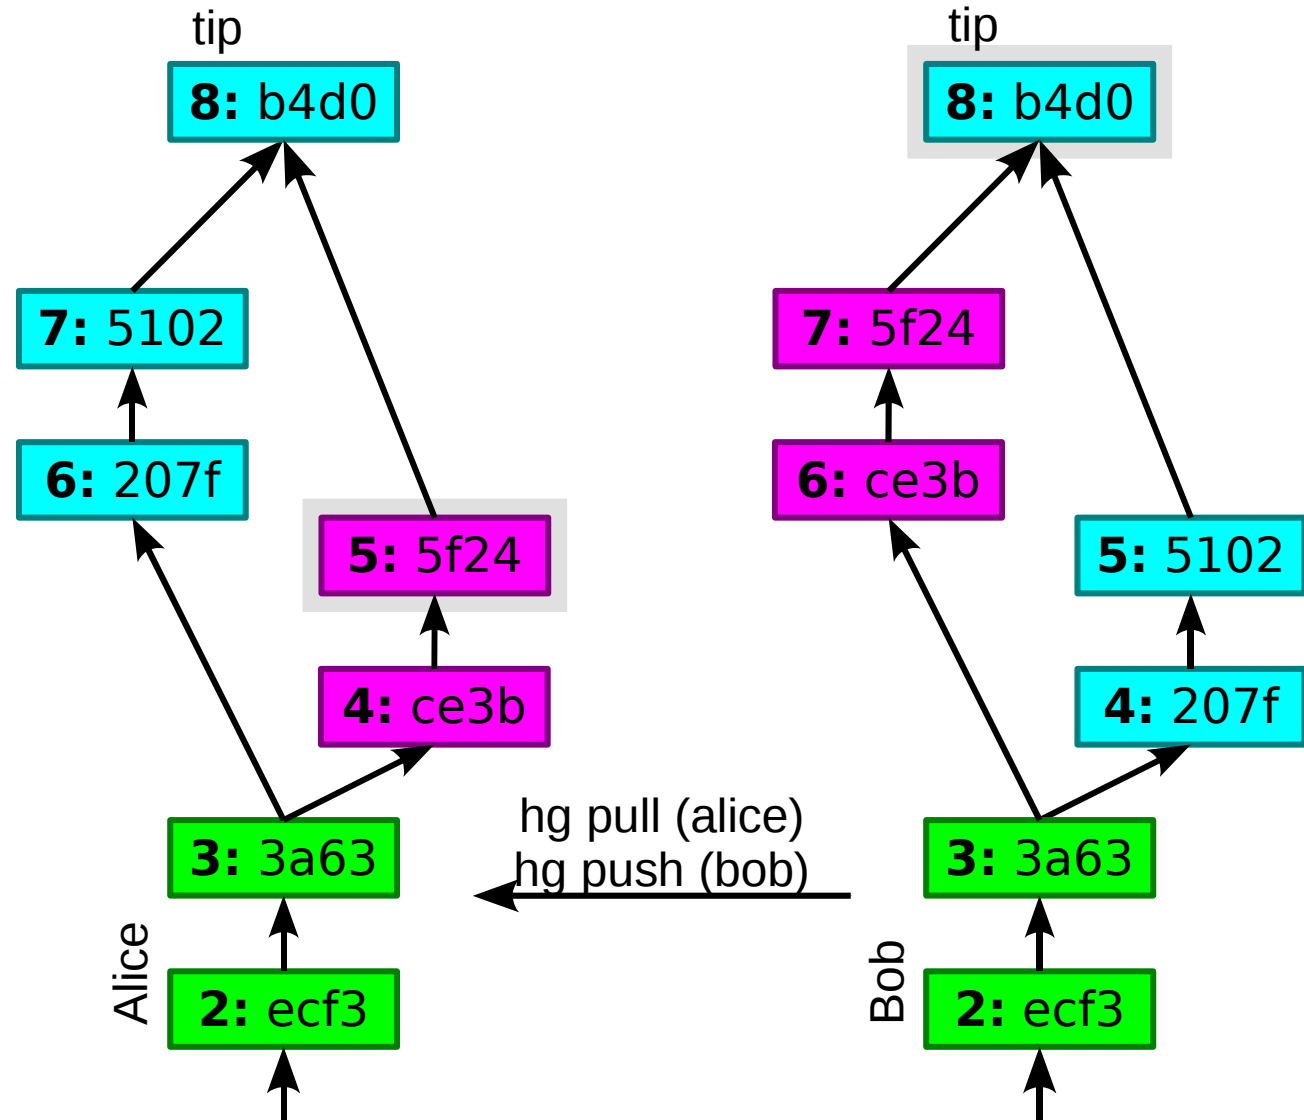 tip
8: b4d0
7: 5102
6: 207f
5: 5f24
4: ce3b
3: 3a63
2: ecf3
Alice
hg pull (alice)
hg push (bob)
tip
8: b4d0
7: 5f24
6: ce3b
5: 5102
4: 207f
3: 3a63
2: ecf3
Bob